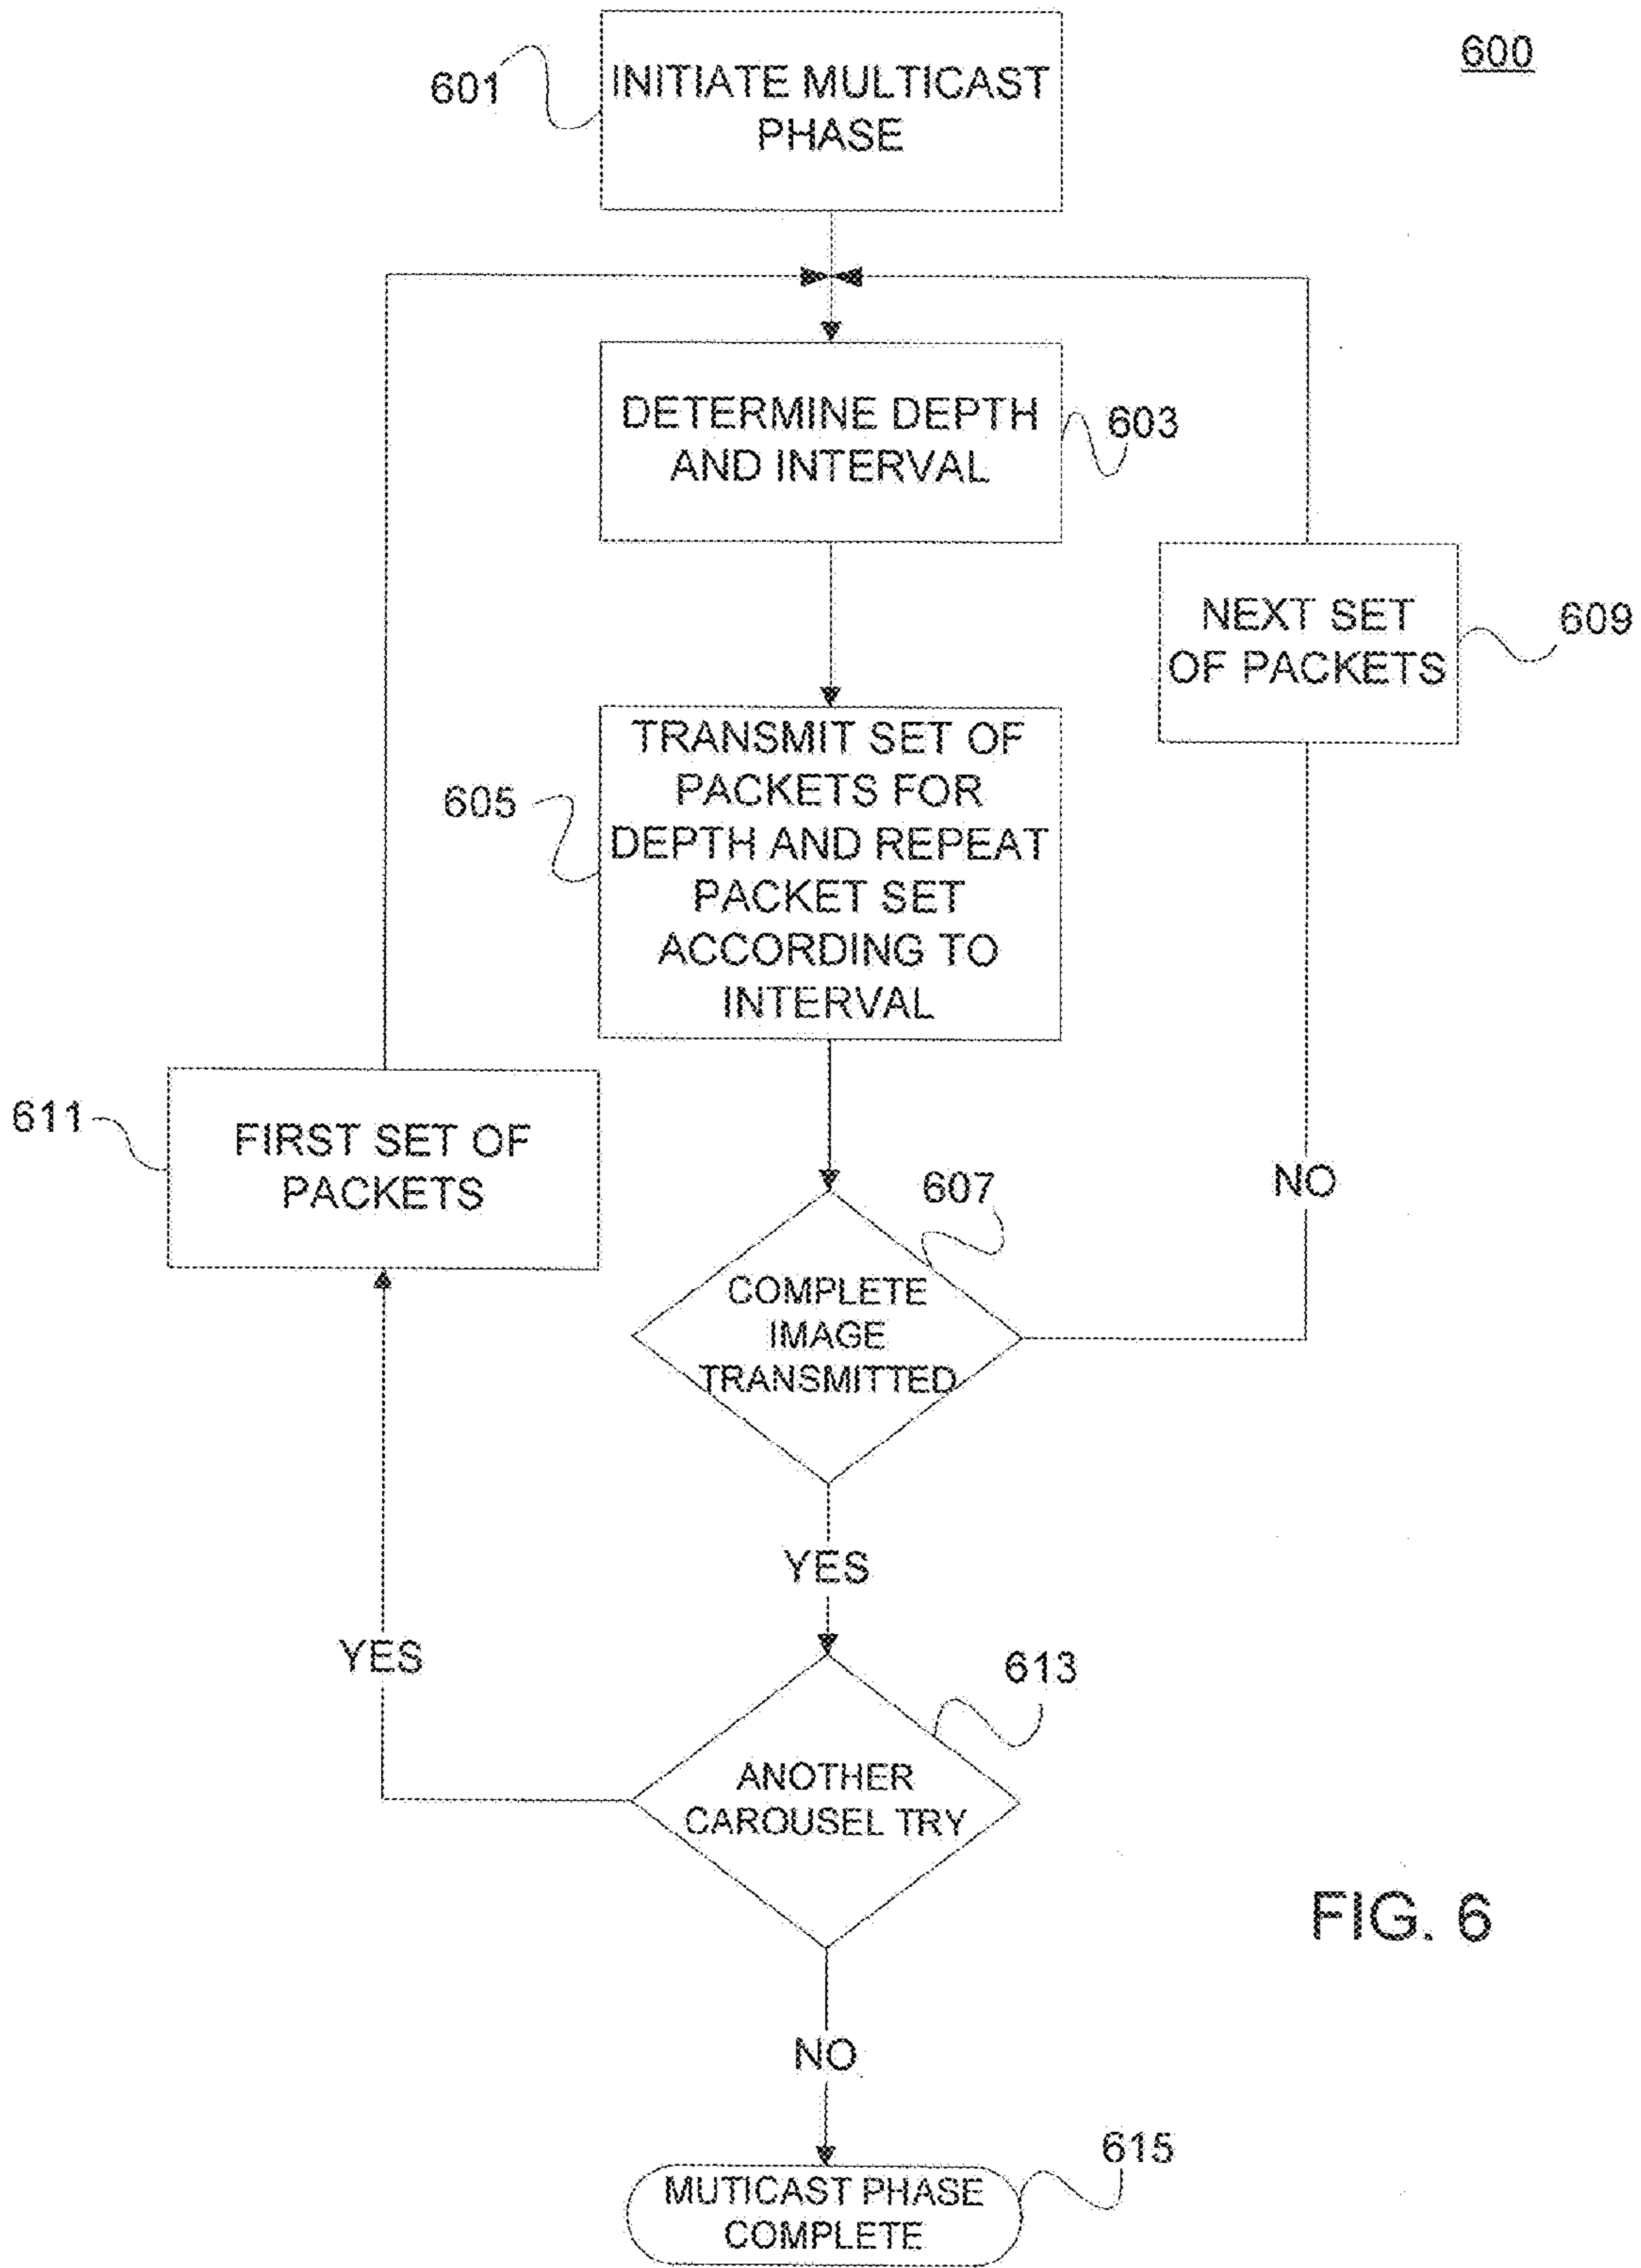 600
601
INITIATE MULTICAST
PHASE
DETERMINE DEPTH
AND INTERVAL
603
NEXT SET
OF PACKETS
609
605
TRANSMIT SET OF
PACKETS FOR
DEPTH AND REPEAT
PACKET SET
ACCORDING TO
INTERVAL
611
FIRST SET OF
PACKETS
607
NO
COMPLETE
IMAGE
TRANSMITTED
YES
YES
613
ANOTHER
CAROUSEL TRY
FIG. 6
NO
615
MUTICAST PHASE
COMPLETE